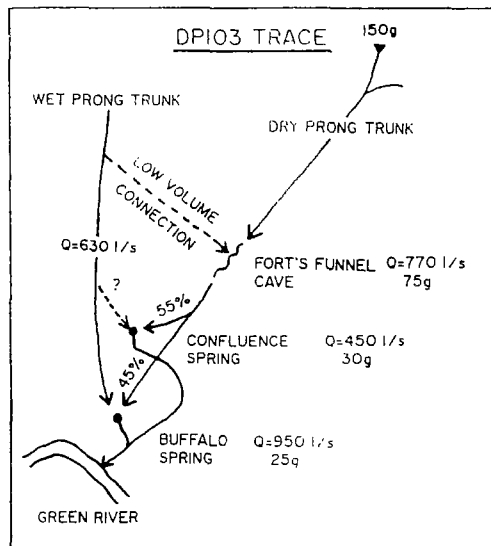 DP103 TRACE
150g
WET PRONG TRUNK
DRY PRONG TRUNK
LOW VOLUME
CONNECTION
Q=630 l/s
?
FORT'S FUNNEL
CAVE
Q=770 l/s
75g
55%
CONFLUENCE
SPRING
Q=450 l/s
30g
45%
BUFFALO
SPRING
Q=950 l/s
25g
GREEN RIVER